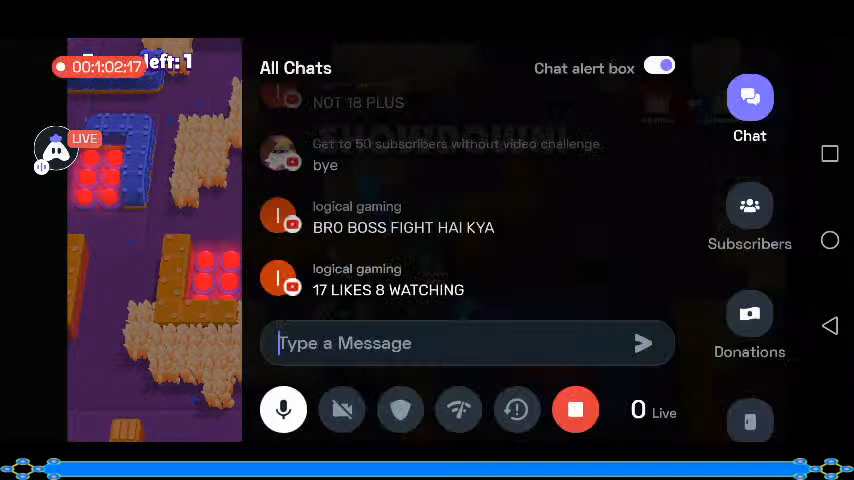 left: 1
00:1:02:17
All Chats
Chat alert box
NOT 18 PLUS
Get to 50 subscribers without video challenge
bye
LIVE
logical gaming
BRO BOSS FIGHT HAI KYA
logical gaming
17 LIKES 8 WATCHING
Type a Message
0 Live
Chat
Subscribers
Donations